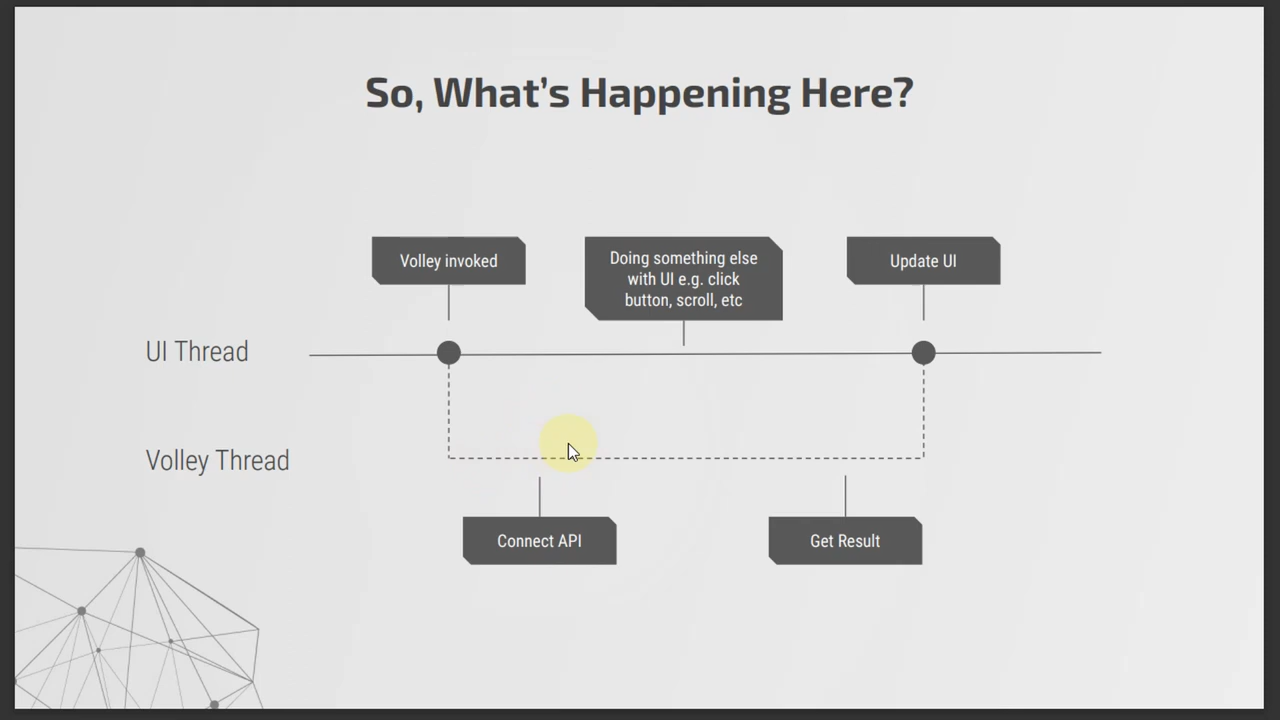 So, What's Happening Here?
Volley invoked
Doing something else
with UI e.g. click
button, scroll, etc
Update UI
UI Thread
Volley Thread
Connect API
Get Result